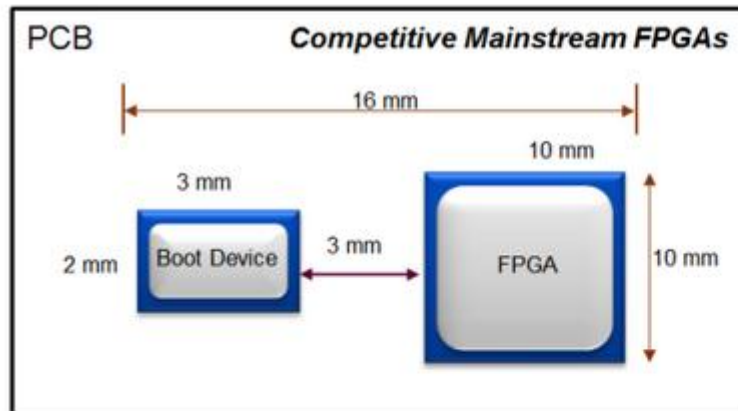 PCB
Competitive Mainstream FPGAs
16 mm
10 mm
3 mm
3 mm
2 mm
Boot Device
FPGA
10 mm